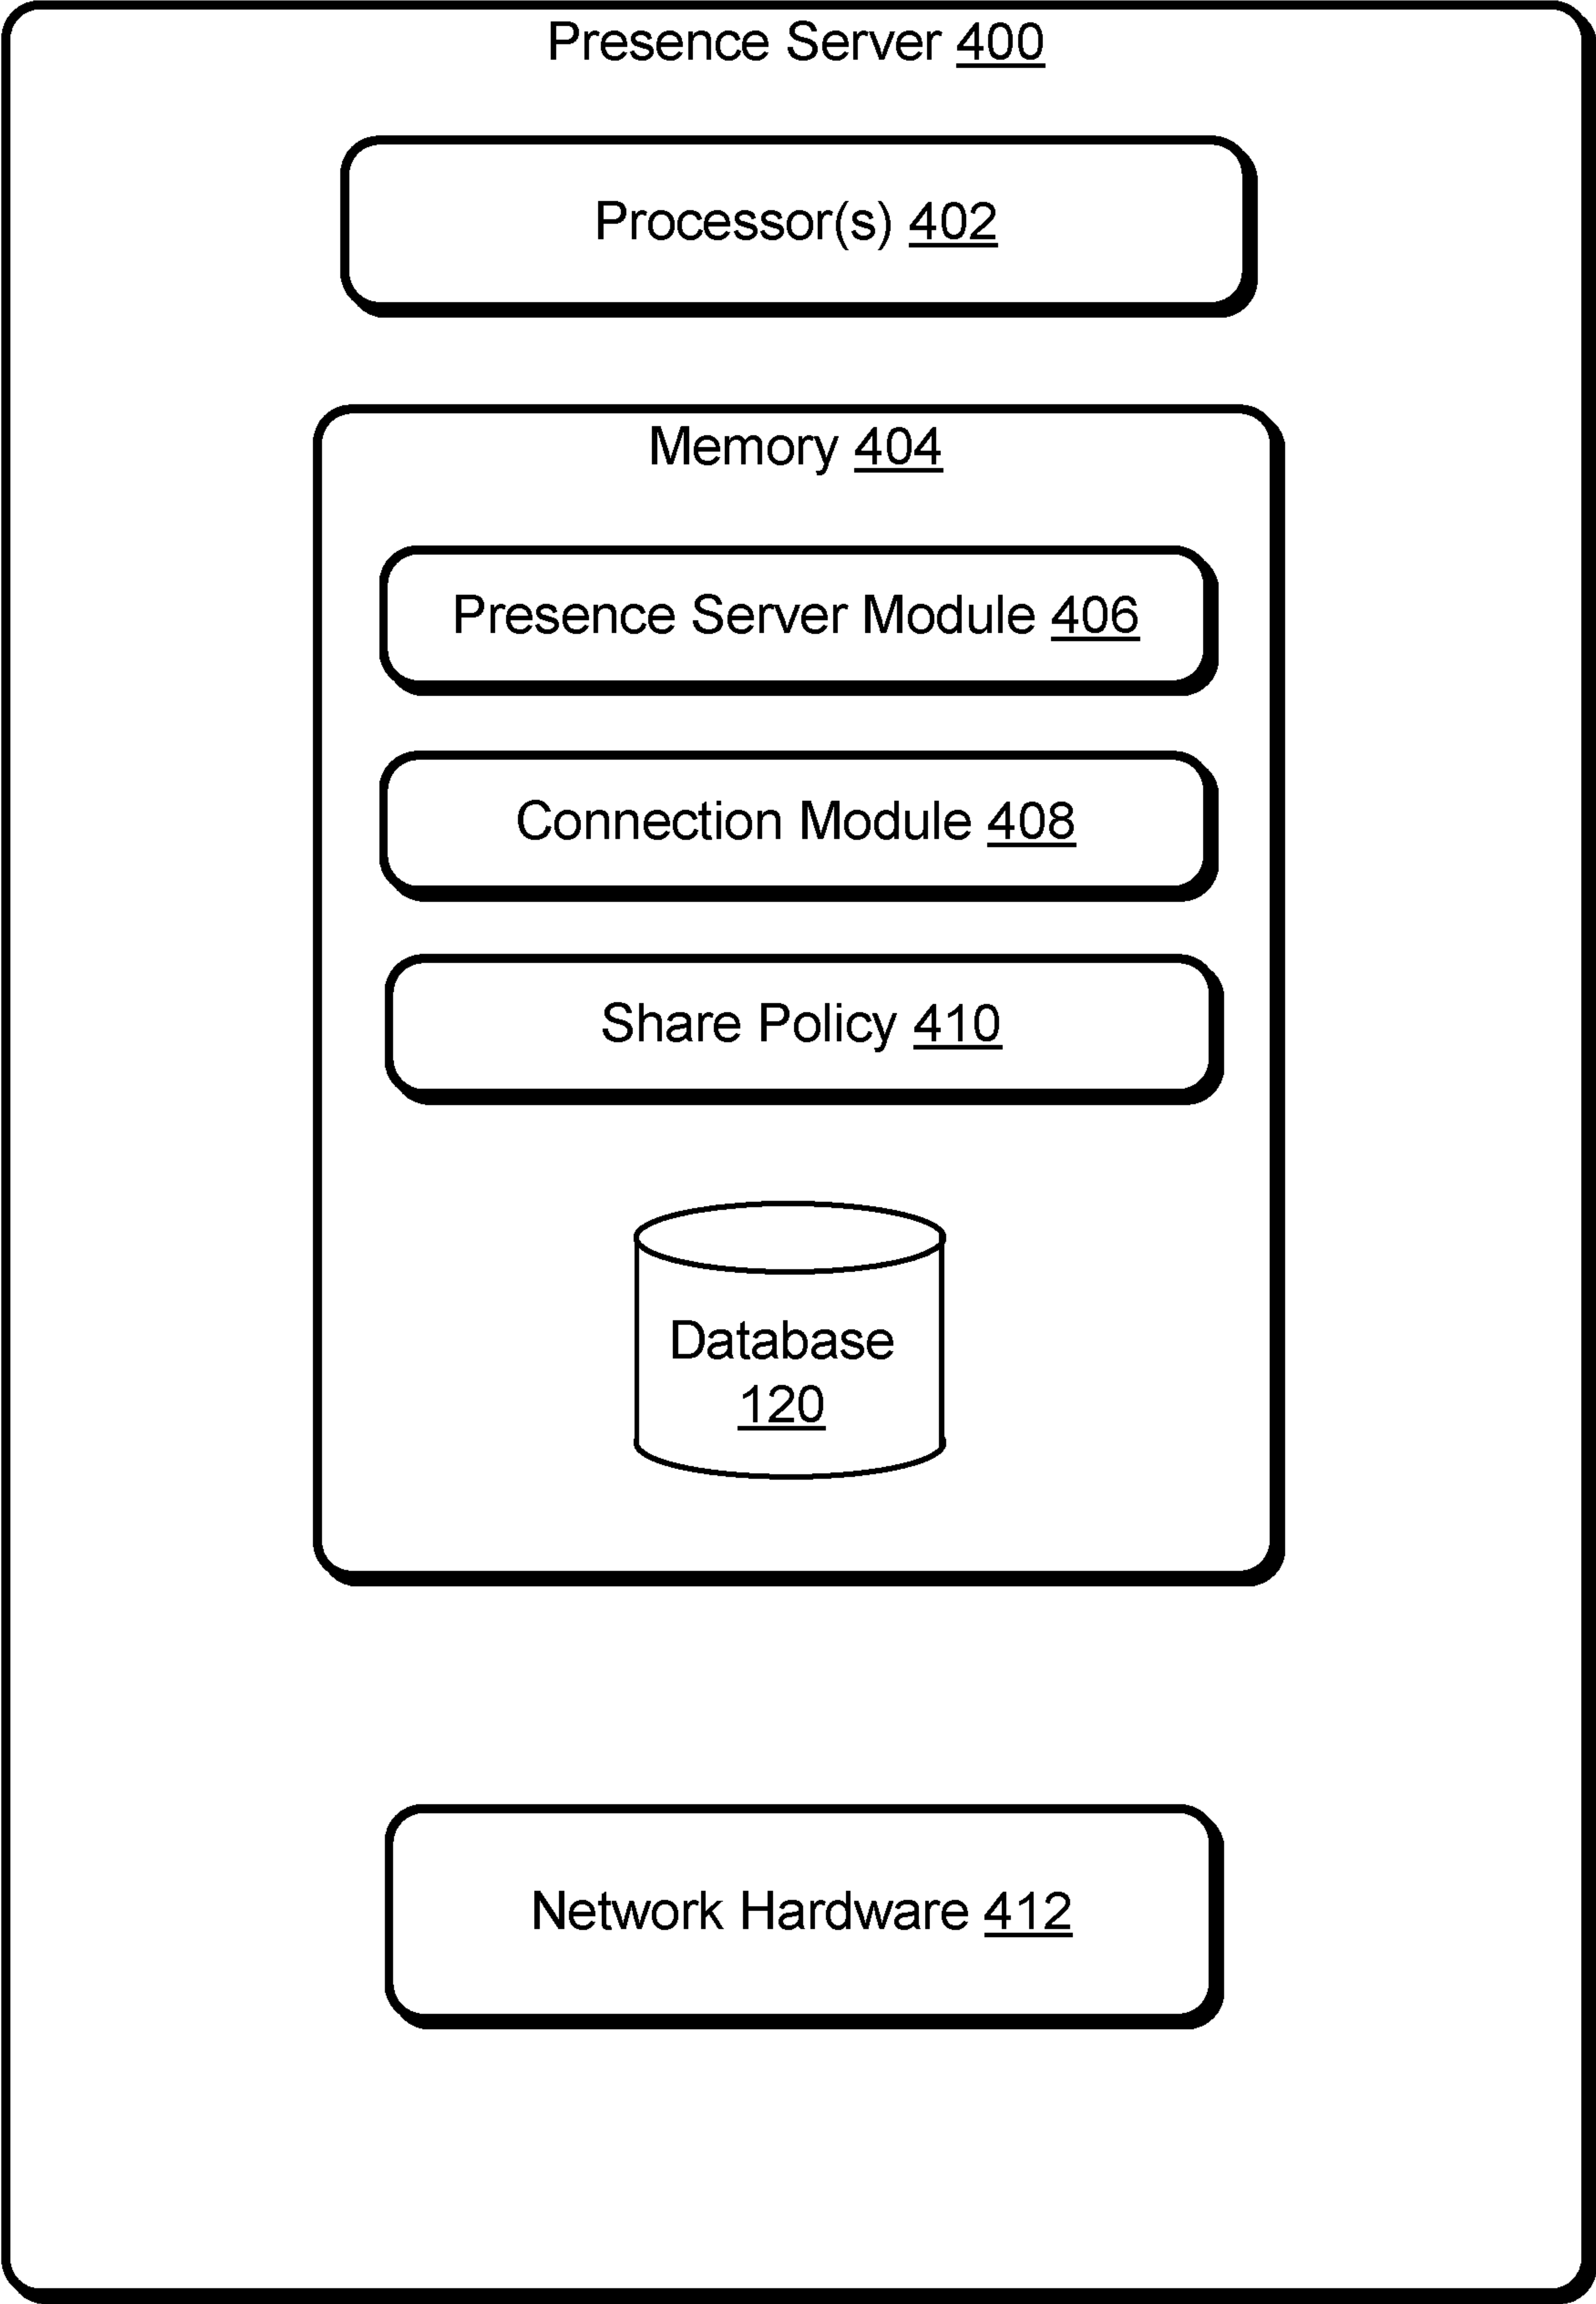 Presence Server 400
Processor(s) 402
Memory 404
Presence Server Module 406
Connection Module 408
Share Policy 410
Database
120
Network Hardware 412